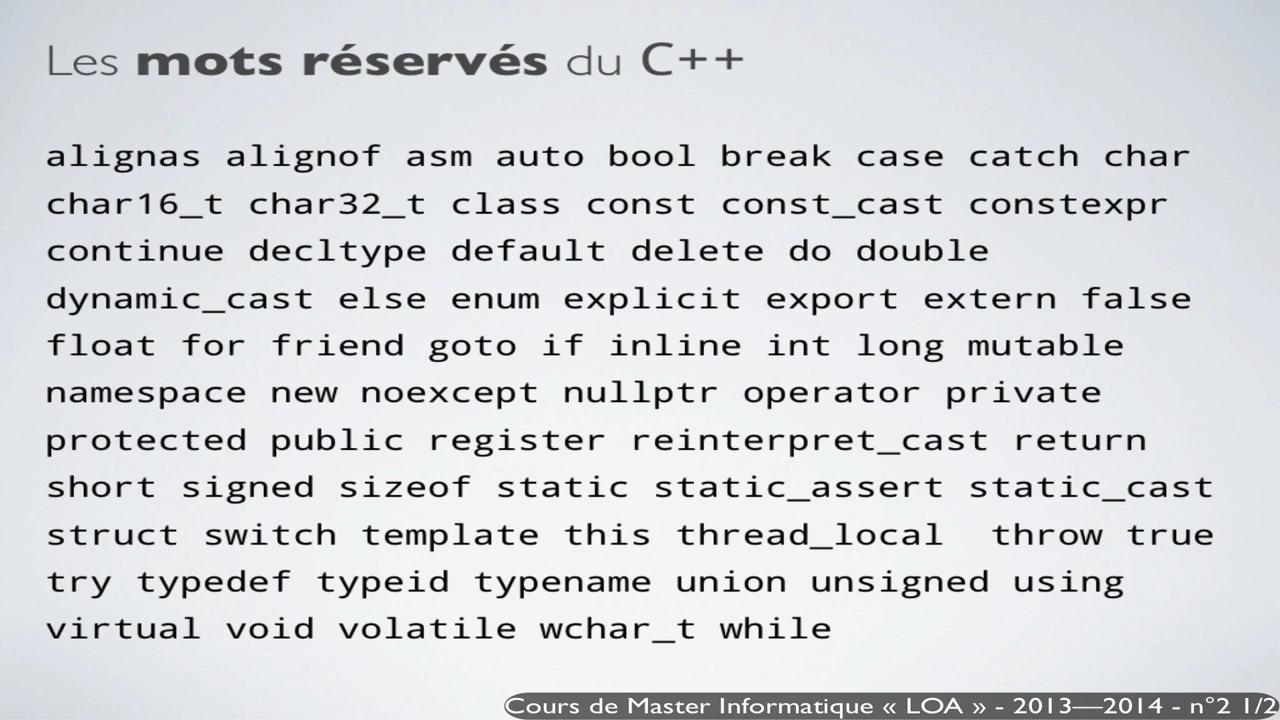 Les mots réservés du C++
alignas alignof asm auto bool break case catch char
char16_t char32_t class const const_cast constexpr
continue decltype default delete do double
dynamic_cast else enum explicit export extern false
float for friend goto if inline int long mutable
namespace new noexcept nullptr operator private
protected public register reinterpret_cast return
short signed sizeof static static_assert static_cast
struct switch template this thread_local  throw true
try typedef typeid typename union unsigned using
virtual void volatile wchar_t while
Cours de Master Informatique « LOA » - 2013—2014 - n°2 1/2